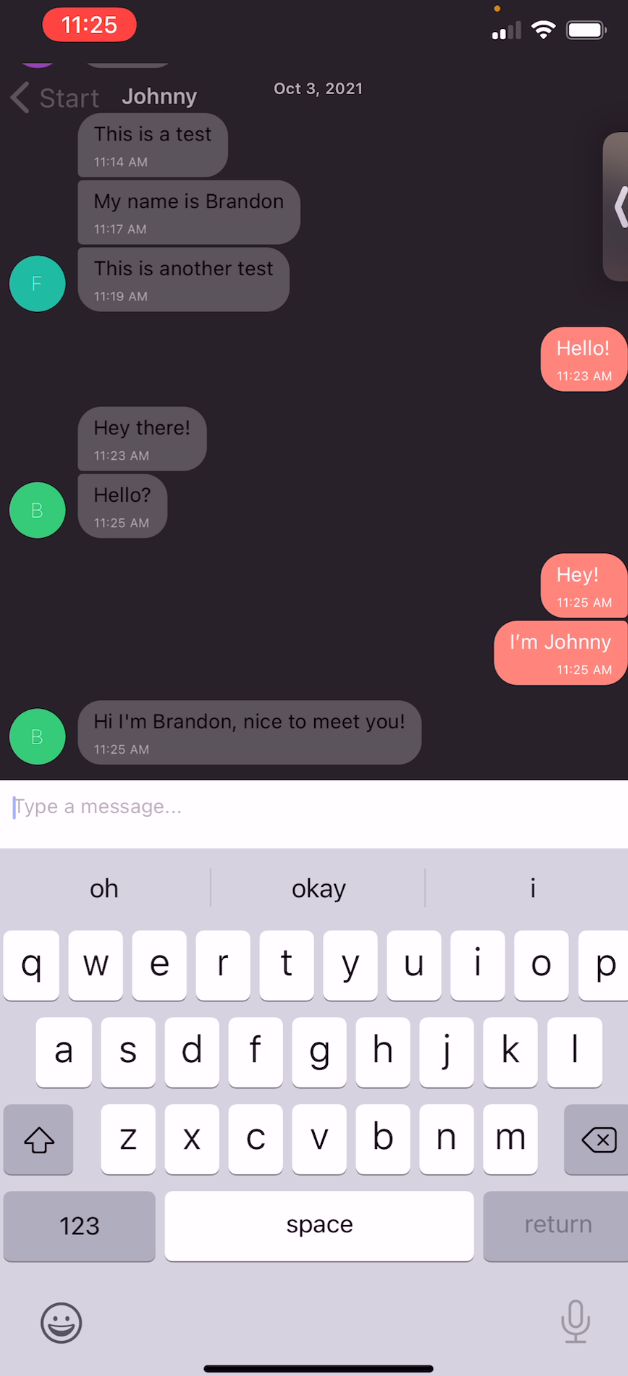 11:25
Start Johnny Oct 3, 2021
This is a test
11:14 AM
My name is Brandon
11:17 AM
F
This is another test
11:19 AM
Hello!
11:23 AM
Hey there!
11:23 AM
B
Hello?
11:25 AM
Hey!
11:25 AM
I'm Johnny
11:25 AM
B
Hi I'm Brandon, nice to meet you!
11:25 AM
Type a message...
oh okay i
q w e r t y u i o p
a s d f g h j k l
z x c v b n m
123 space return